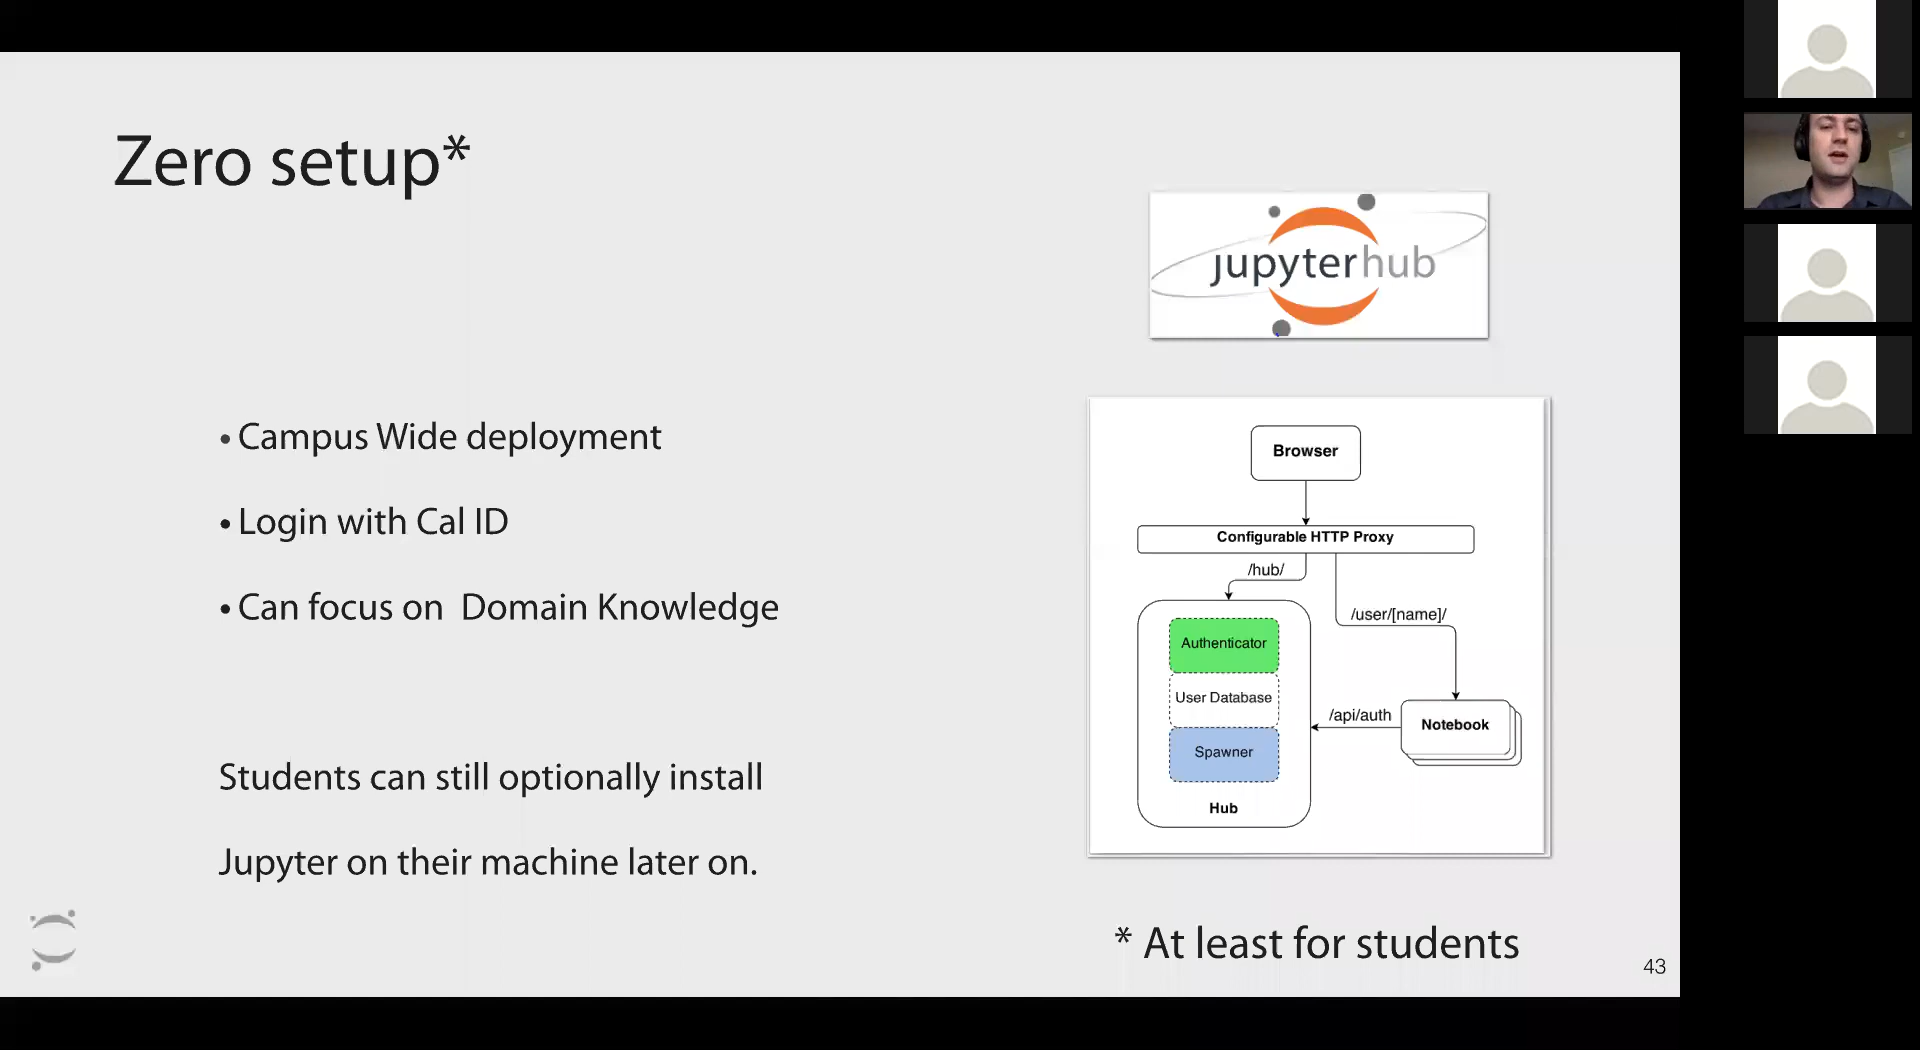 Zero setup*
jupyterhub
• Campus Wide deployment
• Login with Cal ID
• Can focus on  Domain Knowledge
Students can still optionally install
Jupyter on their machine later on.
Browser
Configurable HTTP Proxy
/hub/
/user/[name]/
Authenticator
User Database
Spawner
Hub
/api/auth
Notebook
* At least for students
43